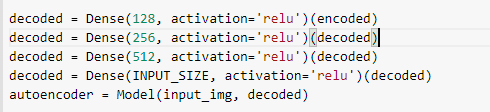 decoded = Dense(128, activation='relu')(encoded)
decoded = Dense(256, activation='relu')(decoded)
decoded = Dense(512, activation='relu')(decoded)
decoded = Dense(INPUT_SIZE, activation='relu')(decoded)
autoencoder = Model(input_img, decoded)